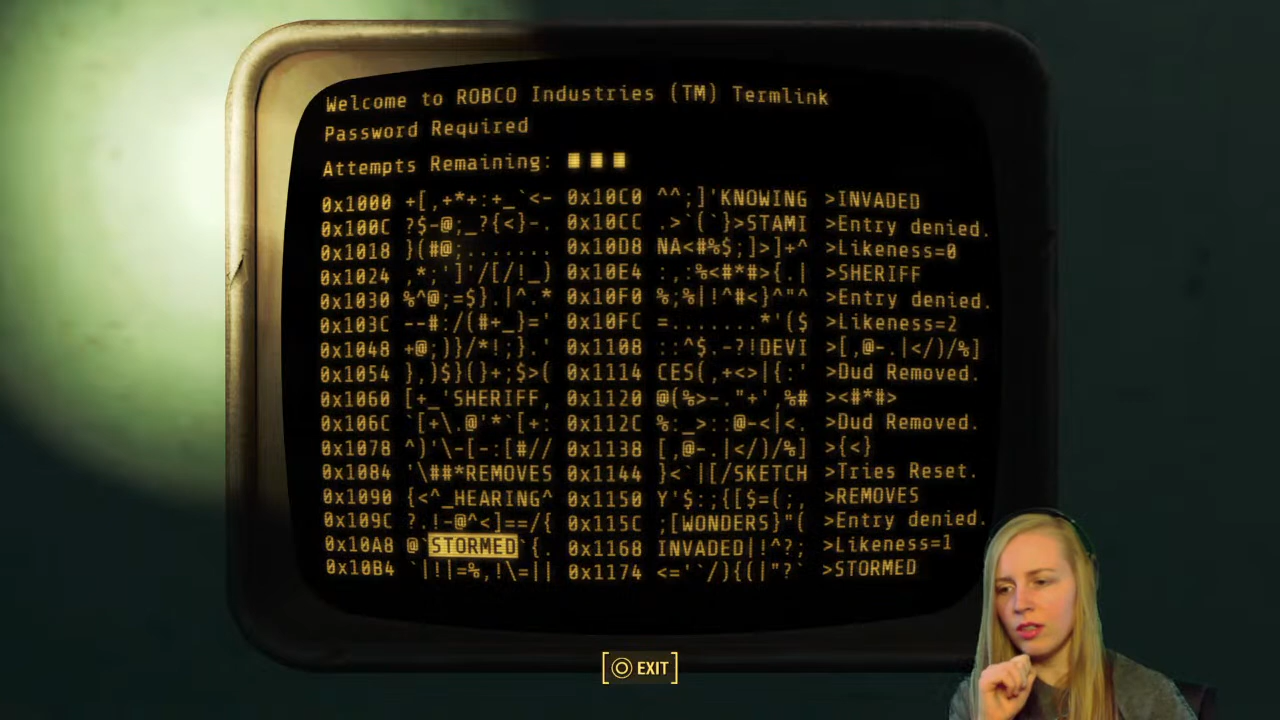 Welcome to ROBCO Industries (TM) Termlink
Password Required
Attempts Remaining: ■ ■ ■
0x1000 +[,+*+:+_`<- 0x10C0 ^^;]'KNOWING >INVADED
0x100C ?$-@;_?{<}-. 0x10CC .>`(`}>STAMI >Entry denied.
0x1018 }(#@;....... 0x10D8 NA<#%$;]>]+^ >Likeness=0
0x1024 ,*;']'/[/!_) 0x10E4 :,:%<#*#>{.| >SHERIFF
0x1030 %^@;=$}.|^.* 0x10F0 %;%|!^#<}^"^ >Entry denied.
0x103C --#:/(#+_}=' 0x10FC =.......*'($ >Likeness=2
0x1048 +@;)}/*!;}.' 0x1108 ::^$.-?!DEVI >[,@-.|</)/%]
0x1054 },)$}(}+;$>( 0x1114 CES(,+<>|{:' >Dud Removed.
0x1060 [+_'SHERIFF, 0x1120 @(%>-."+',%# ><#*#>
0x106C `[+\.@'*`[+: 0x112C %:_>::@-<|<. >Dud Removed.
0x1078 ^)'\-[-:[#// 0x1138 [,@-.|</)/%] >{<}
0x1084 '\##*REMOVES 0x1144 }<`|[/SKETCH >Tries Reset.
0x1090 {<^_HEARING^ 0x1150 Y'$:;{[$=(;, >REMOVES
0x109C ?.!-@^<]==/{ 0x115C ;[WONDERS}"( >Entry denied.
0x10A8 @`STORMED`{. 0x1168 INVADED|!^?; >Likeness=1
0x10B4 `|!|=%,!\=|| 0x1174 <='`/){(|"?` >STORMED
EXIT